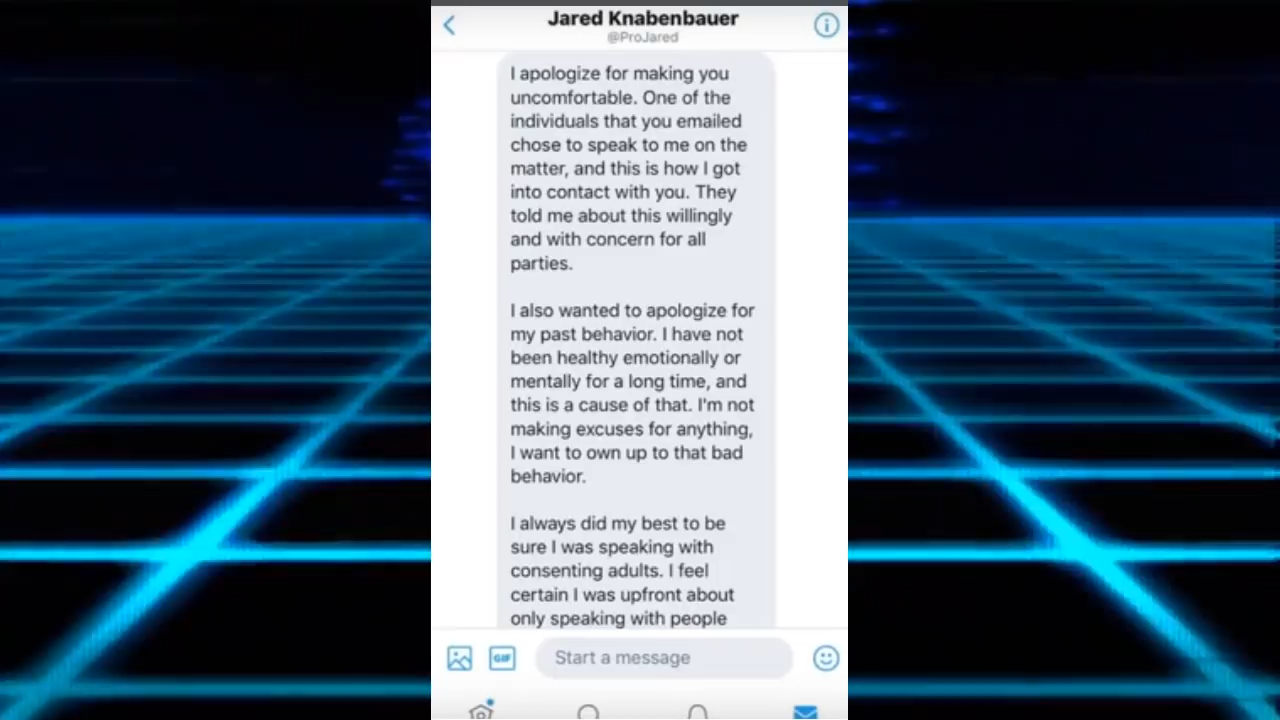 Jared Knabenbauer
@ProJared
I apologize for making you
uncomfortable. One of the
individuals that you emailed
chose to speak to me on the
matter, and this is how I got
into contact with you. They
told me about this willingly
and with concern for all
parties.
I also wanted to apologize for
my past behavior. I have not
been healthy emotionally or
mentally for a long time, and
this is a cause of that. I'm not
making excuses for anything,
I want to own up to that bad
behavior.
I always did my best to be
sure I was speaking with
consenting adults. I feel
certain I was upfront about
only speaking with people
GIF
Start a message